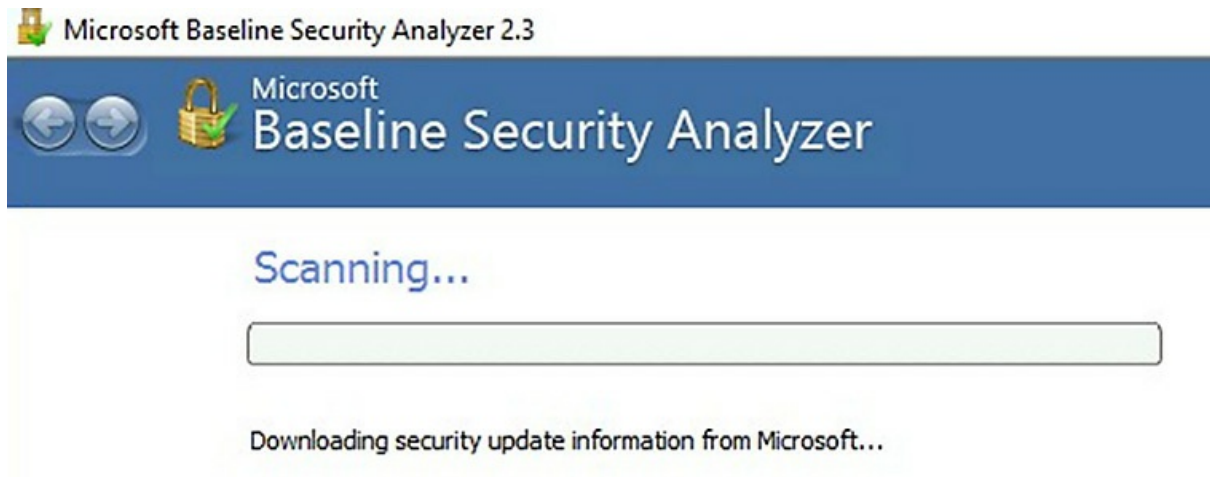 Microsoft Baseline Security Analyzer 2.3
Microsoft
Baseline Security Analyzer
Scanning...
Downloading security update information from Microsoft...